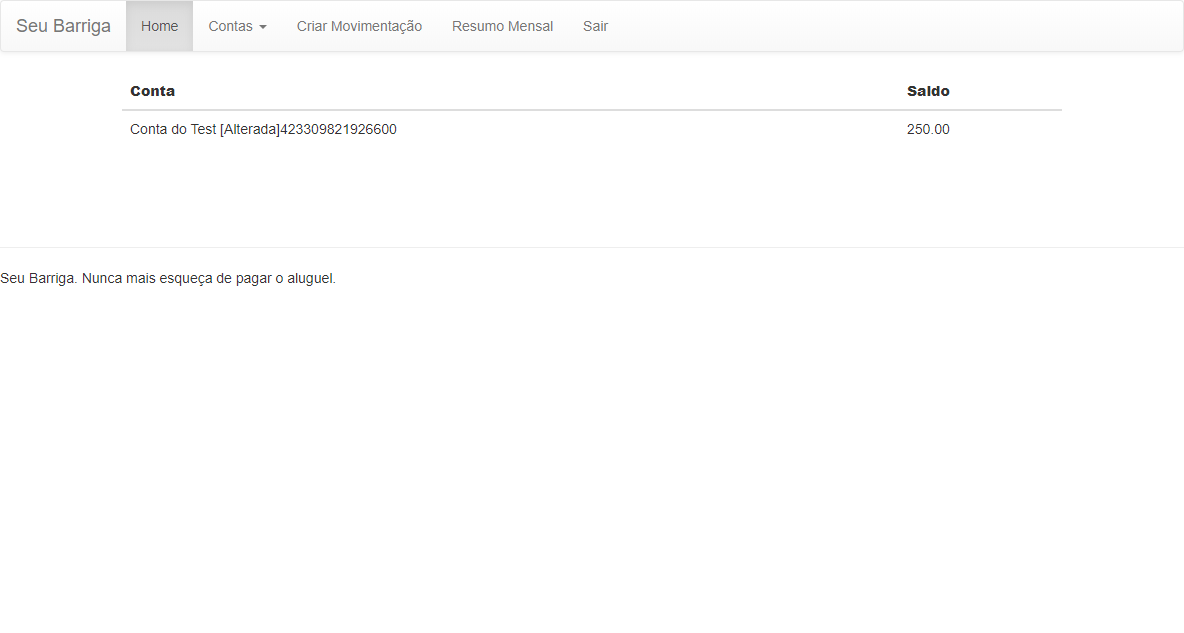 Seu Barriga Home Contas Criar Movimentação Resumo Mensal Sair
Conta Saldo
Conta do Test [Alterada]423309821926600 250.00
Seu Barriga. Nunca mais esqueça de pagar o aluguel.